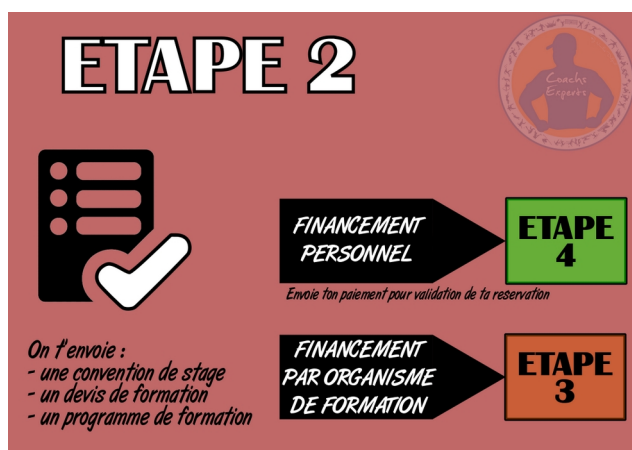 ETAPE 2
Coachs
Experts
FINANCEMENT
PERSONNEL
ETAPE
4
Envoie ton paiement pour validation de ta reservation
On t'envoie :
- une convention de stage
- un devis de formation
- un programme de formation
FINANCEMENT
PAR ORGANISME
DE FORMATION
ETAPE
3